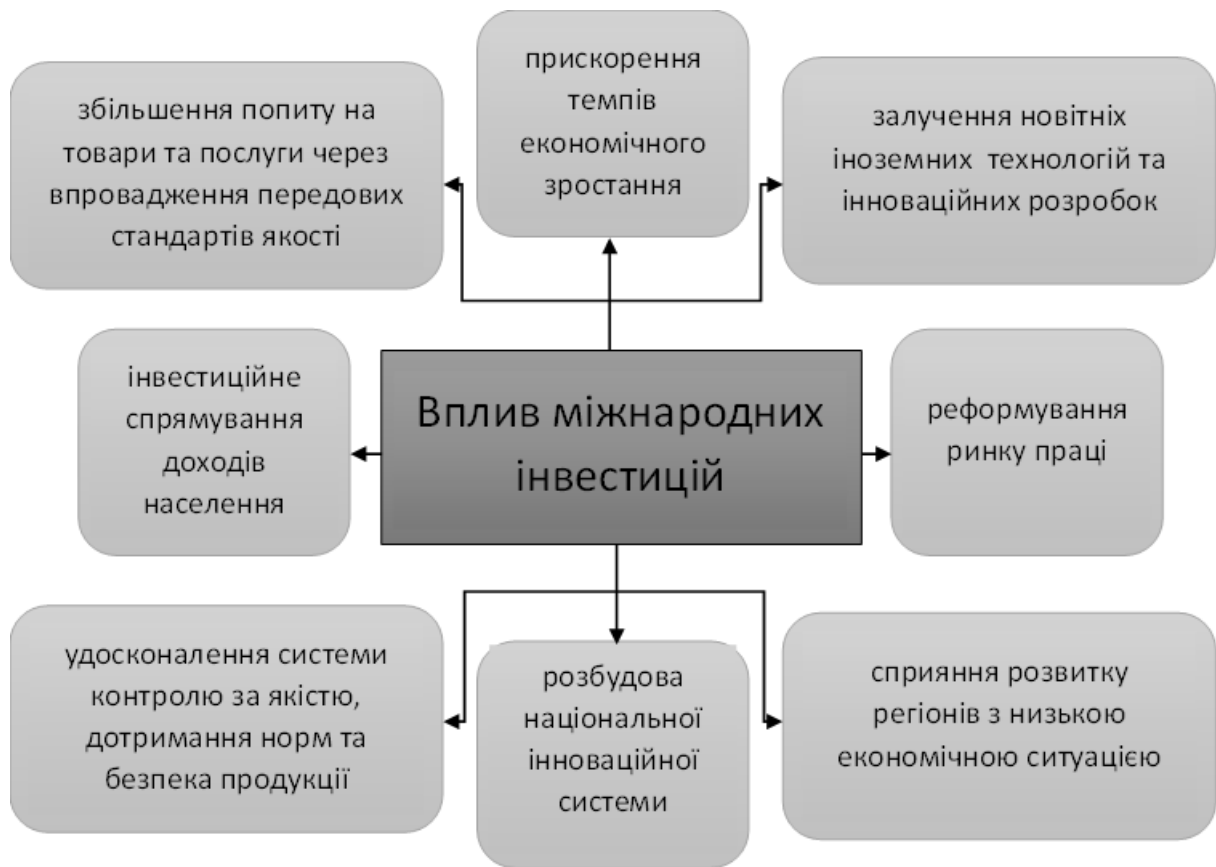 прискорення
темпів
економічного
зростання
збільшення попиту на
товари та послуги через
впровадження передових
стандартів якості
залучення новітніх
іноземних технологій та
інноваційних розробок
інвестиційне
спрямування
доходів
населення
Вплив міжнародних
інвестицій
реформування
ринку праці
удосконалення системи
контролю за якістю,
дотримання норм та
безпека продукції
розбудова
національної
інноваційної
системи
сприяння розвитку
регіонів з низькою
економічною ситуацією